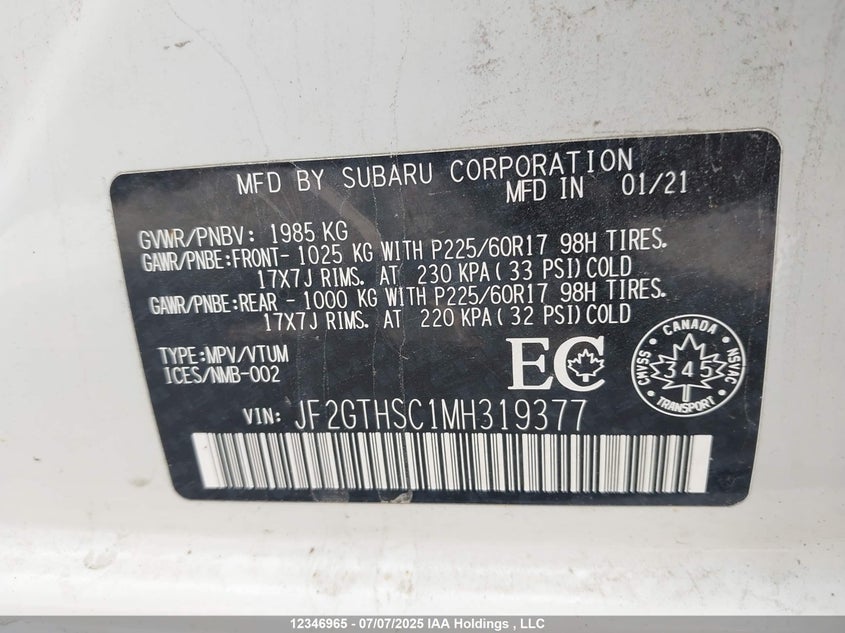 MFD BY SUBARU CORPORATION
MFD IN 01/21
GVWR/PNBV: 1985 KG
GAWR/PNBE:FRONT- 1025 KG WITH P225/60R17 98H TIRES.
17X7J RIMS. AT 230 KPA(33 PSI)COLD
GAWR/PNBE:REAR - 1000 KG WITH P225/60R17 98H TIRES.
17X7J RIMS. AT 220 KPA(32 PSI)COLD
TYPE:MPV/VTUM
ICES/NMB-002
EC
CANADA
CMVSS
345
NSVAC
TRANSPORT
VIN: JF2GTHSC1MH319377
12346965 - 07/07/2025 IAA Holdings , LLC